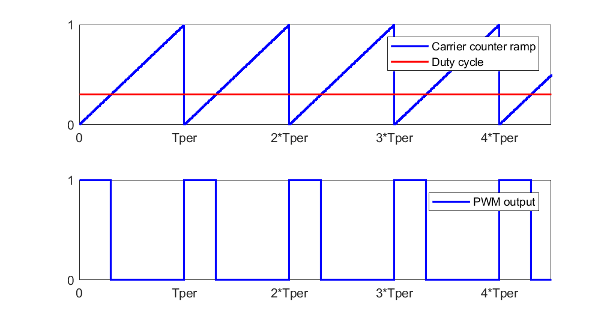 1
Carrier counter ramp
Duty cycle
0
0 Tper 2*Tper 3*Tper 4*Tper
1
PWM output
0
0 Tper 2*Tper 3*Tper 4*Tper